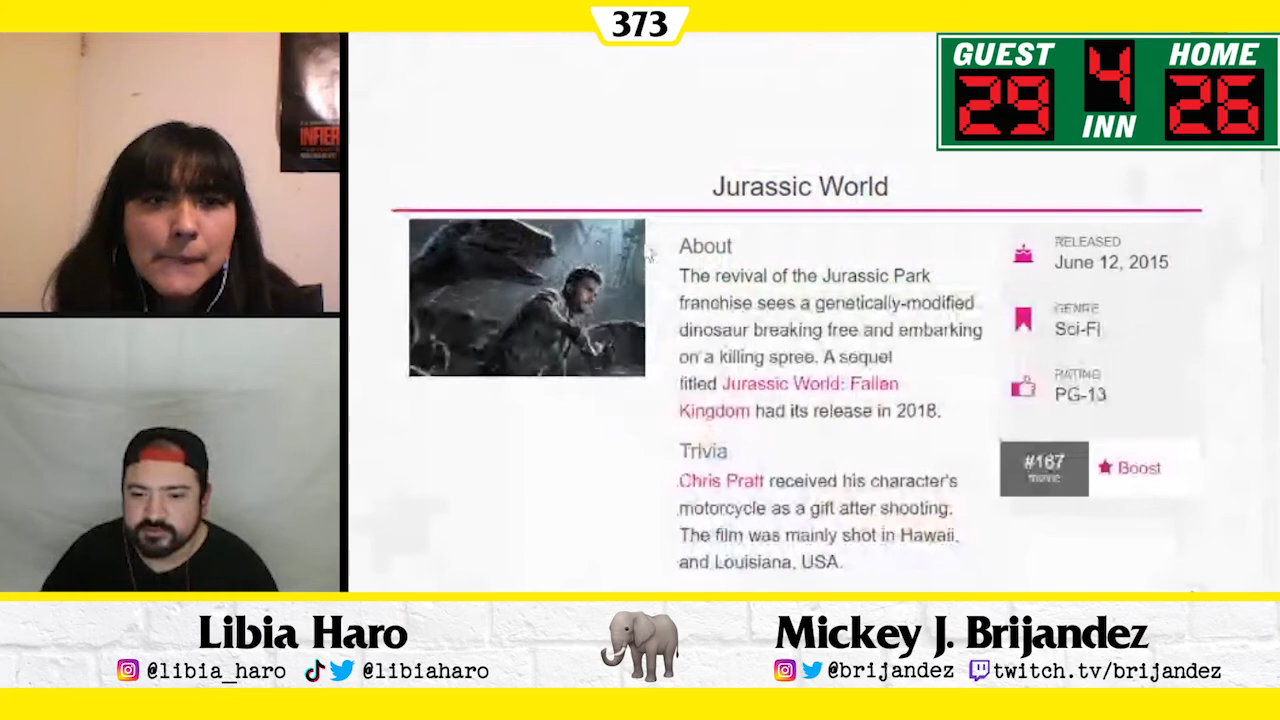 373
GUEST
29
4
INN
HOME
26
INFIER
Jurassic World
About
The revival of the Jurassic Park
franchise sees a genetically-modified
dinosaur breaking free and embarking
on a killing spree. A sequel
titled Jurassic World: Fallen
Kingdom had its release in 2018.
Trivia
Chris Pratt received his character's
motorcycle as a gift after shooting.
The film was mainly shot in Hawaii,
and Louisiana, USA.
RELEASED
June 12, 2015
GENRE
Sci-Fi
RATING
PG-13
#167
movie
Boost
Libia Haro
@libia_haro @libiaharo
Mickey J. Brijandez
@brijandez twitch.tv/brijandez